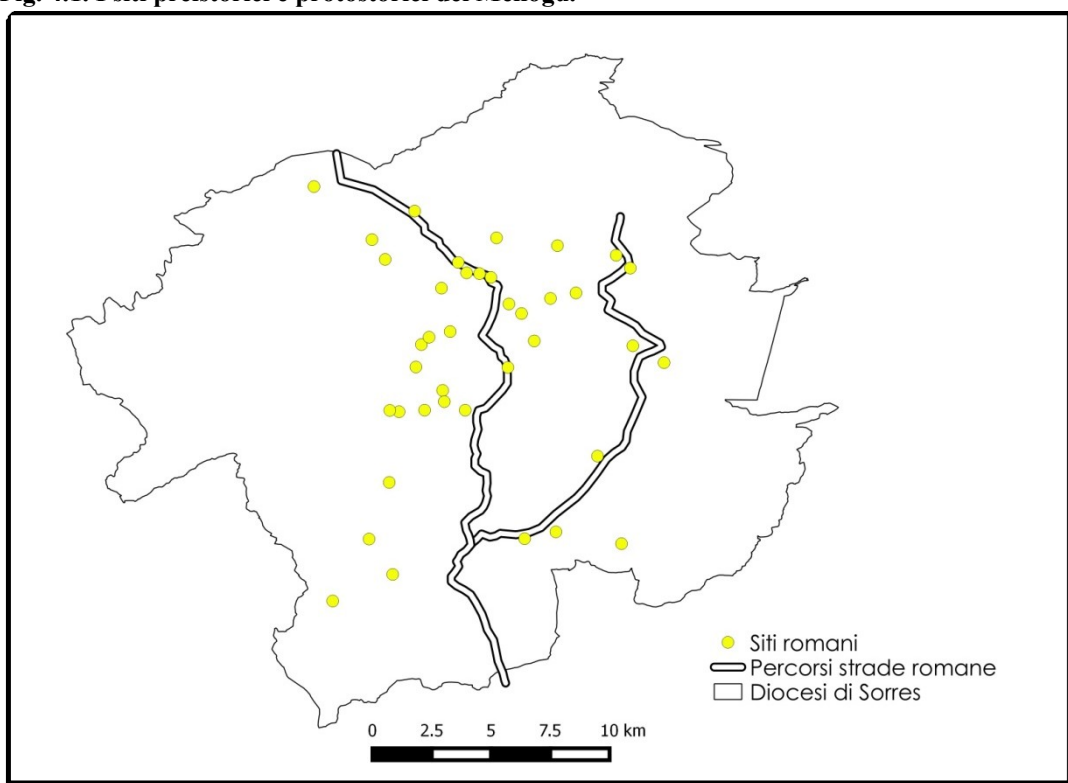 Fig. 4.1. I siti preistorici e protostorici del Meilogu.
Siti romani
Percorsi strade romane
Diocesi di Sorres
0 2.5 5 7.5 10 km